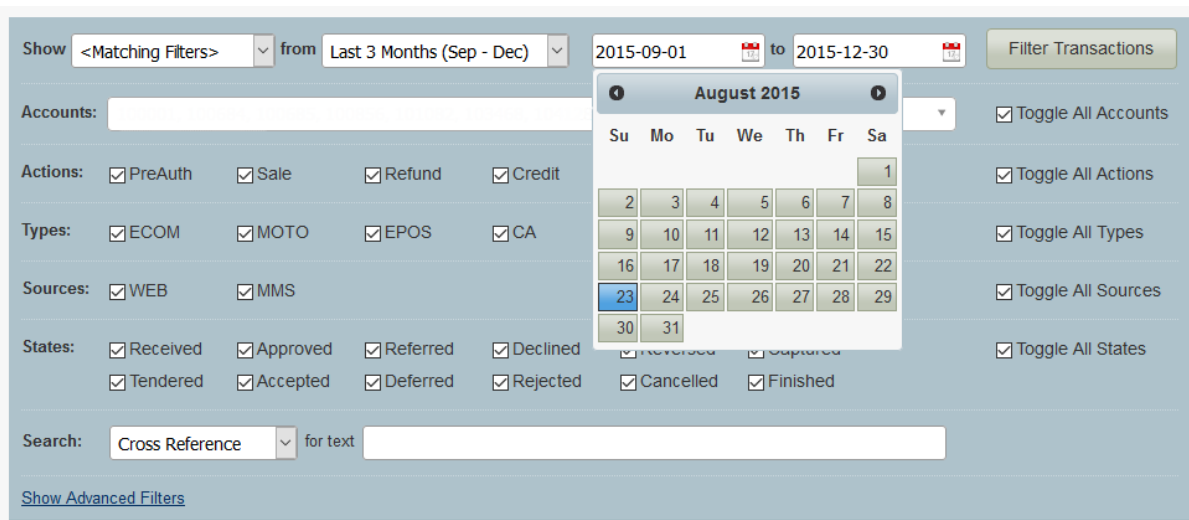 Show <Matching Filters> from Last 3 Months (Sep - Dec) 2015-09-01 to 2015-12-30 Filter Transactions
August 2015
Accounts: Toggle All Accounts
Su Mo Tu We Th Fr Sa
1
Actions: PreAuth Sale Refund Credit Toggle All Actions
2 3 4 5 6 7 8
Types: ECOM MOTO EPOS CA Toggle All Types
9 10 11 12 13 14 15
16 17 18 19 20 21 22
Sources: WEB MMS Toggle All Sources
23 24 25 26 27 28 29
30 31
States: Received Approved Referred Declined Reversed Captured Toggle All States
Tendered Accepted Deferred Rejected Cancelled Finished
Search: Cross Reference for text
Show Advanced Filters